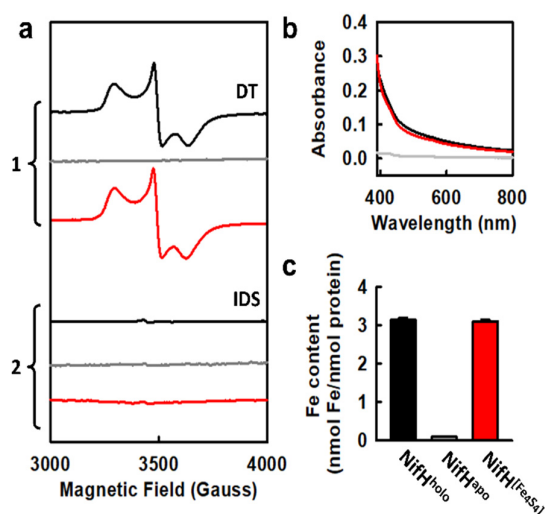 a
DT
1
IDS
2
3000 3500 4000
Magnetic Field (Gauss)
b
Absorbance
0.4
0.3
0.2
0.1
0.0
400 600 800
Wavelength (nm)
c
Fe content
(nmol Fe/nmol protein)
4
3
2
1
0
NifHʰᵒˡᵒ
NifHᵃᵖᵒ
NifH^[Fe₄S₄]